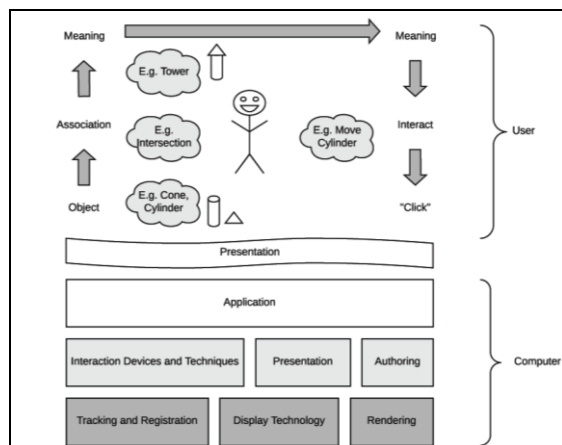 Meaning
Meaning
E.g. Tower
Association
E.g.
Intersection
E.g. Move
Cylinder
Interact
User
Object
E.g. Cone,
Cylinder
"Click"
Presentation
Application
Interaction Devices and Techniques
Presentation
Authoring
Computer
Tracking and Registration
Display Technology
Rendering